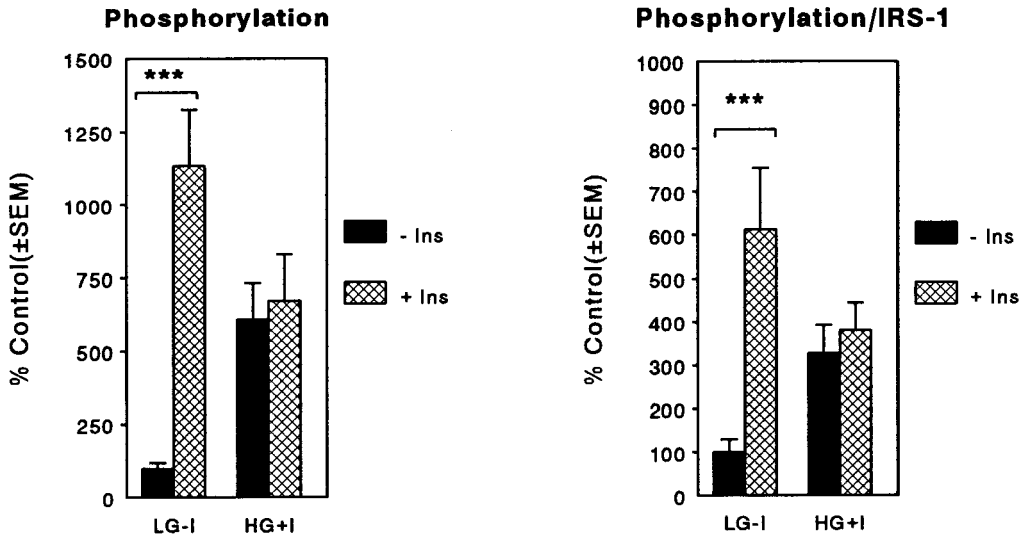 Phosphorylation
1500
1250
1000
750
500
250
0
% Control(±SEM)
***
LG-I HG+I
- Ins
+ Ins
Phosphorylation/IRS-1
1000
900
800
700
600
500
400
300
200
100
0
% Control(±SEM)
***
LG-I HG+I
- Ins
+ Ins